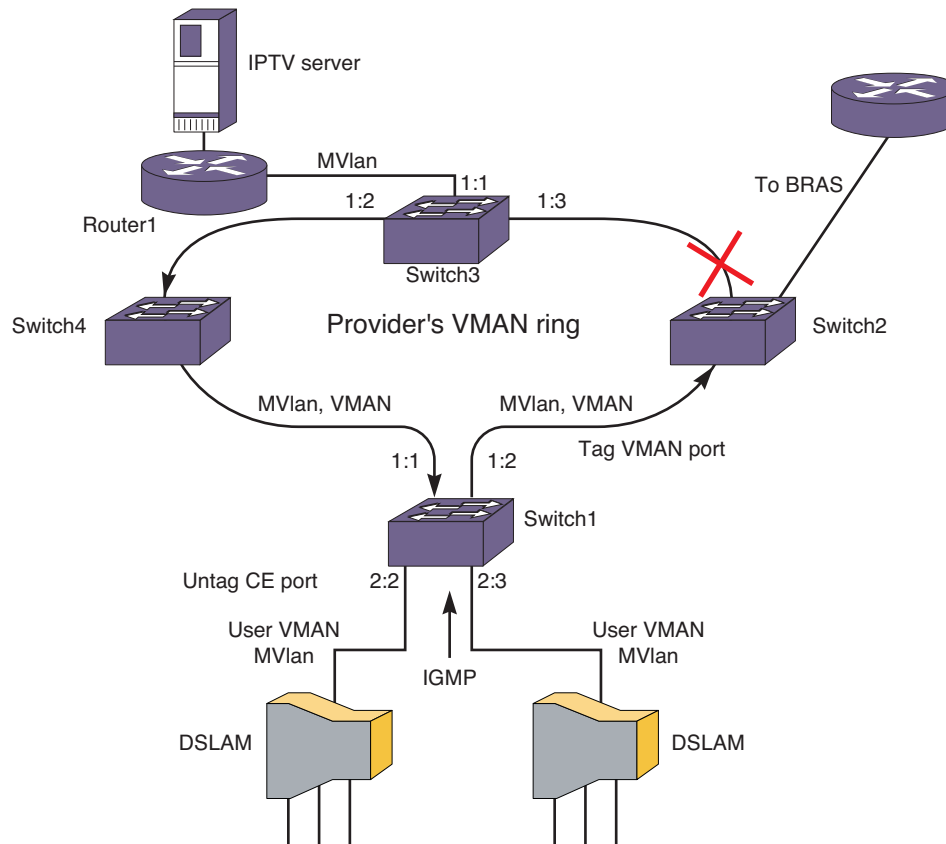 IPTV server
MVlan
1:1
To BRAS
1:2
1:3
Router1
Switch3
Switch4
Provider's VMAN ring
Switch2
MVlan, VMAN
MVlan, VMAN
Tag VMAN port
1:1
1:2
Switch1
Untag CE port
2:2
2:3
User VMAN
MVlan
IGMP
User VMAN
MVlan
DSLAM
DSLAM